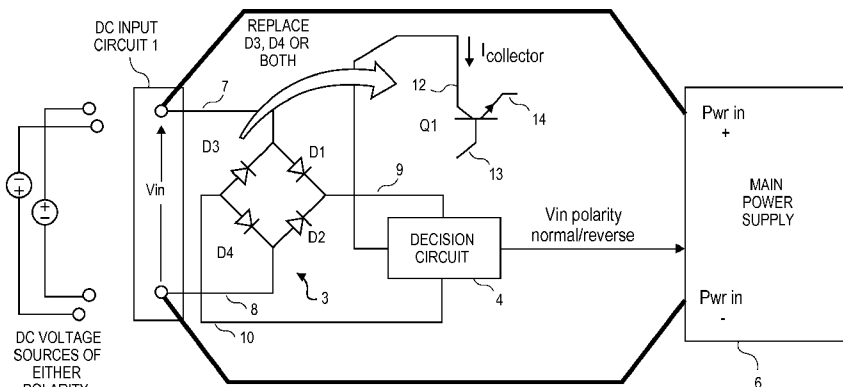 DC INPUT
CIRCUIT 1
REPLACE
D3, D4 OR
BOTH
7
Icollector
12
Q1
14
13
Pwr in
+
D3
D1
Vin
9
D4
D2
DECISION
CIRCUIT
Vin polarity
normal/reverse
MAIN
POWER
SUPPLY
3
4
8
10
Pwr in
-
DC VOLTAGE
SOURCES OF
EITHER
POLARITY
6